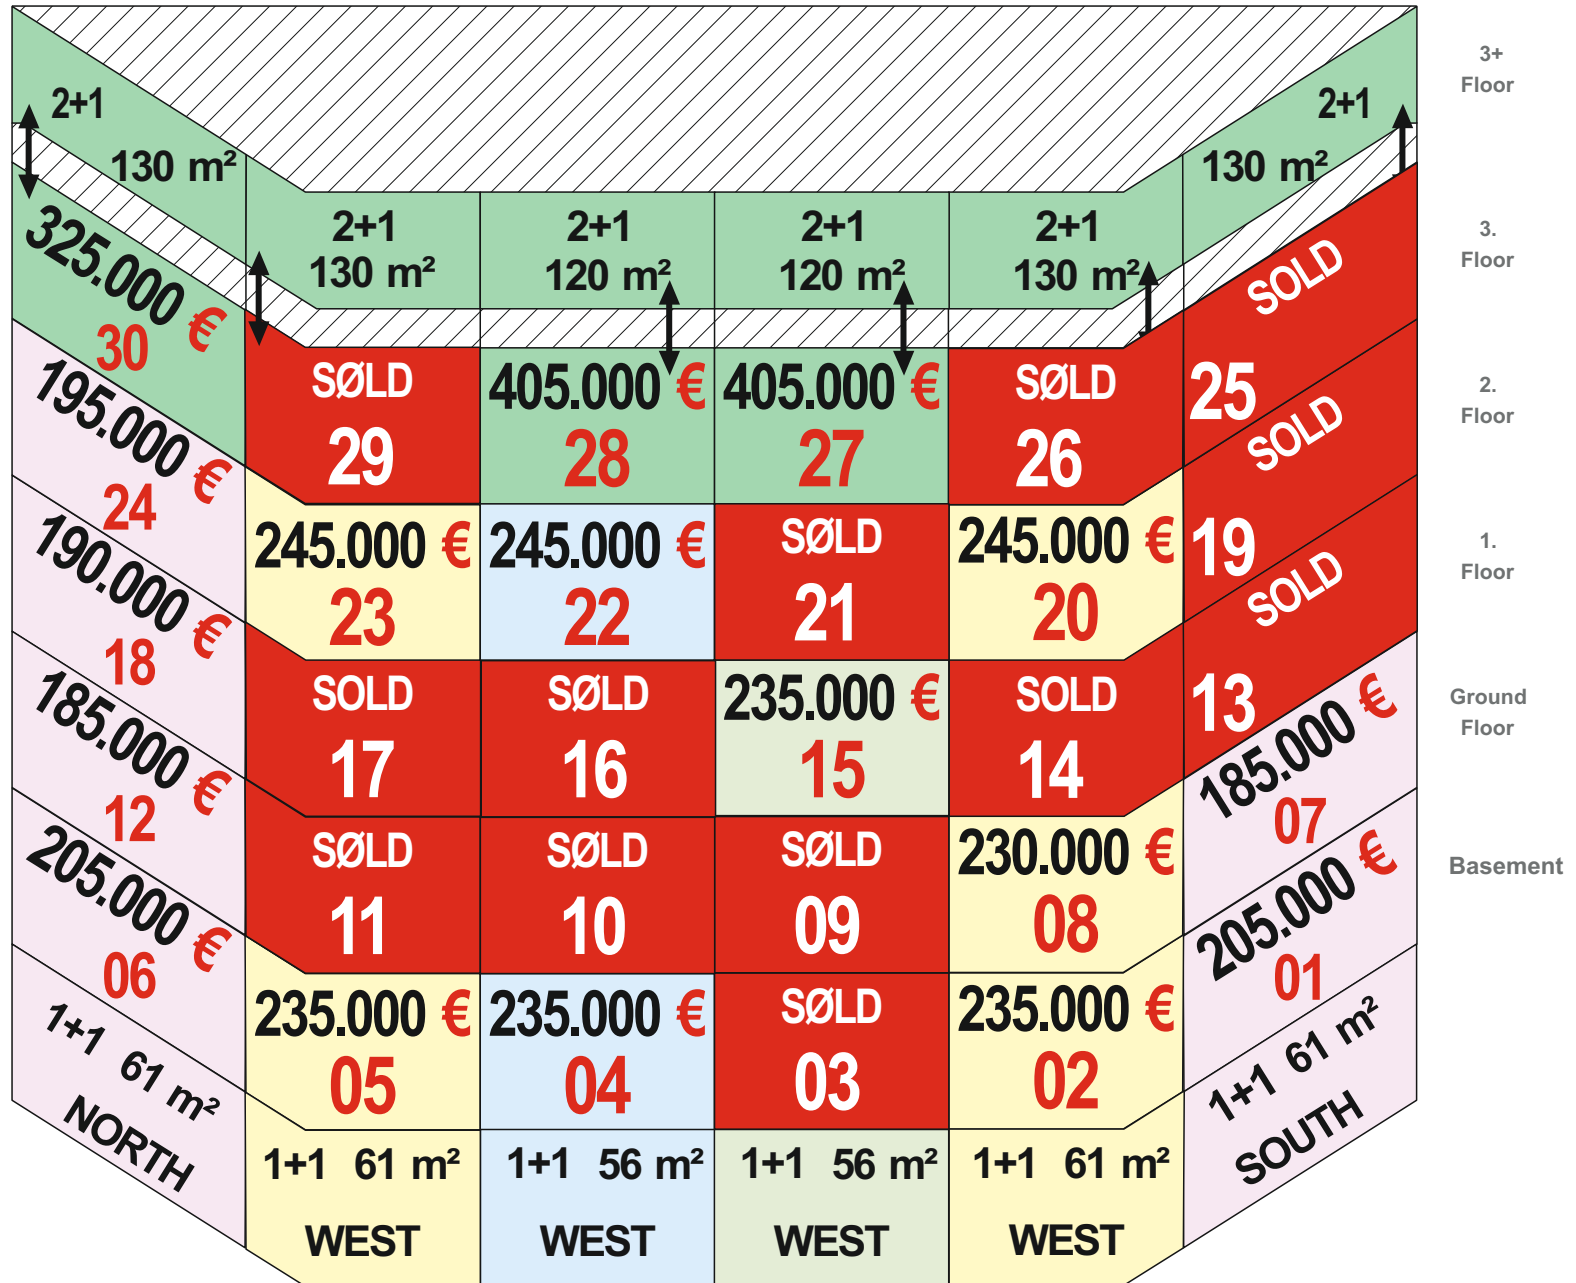 3+
Floor
2+1
130 m²
2+1
130 m²
2+1
130 m²
2+1
120 m²
2+1
120 m²
2+1
130 m²
3.
Floor
325.000 €
30
SØLD
29
405.000 €
28
405.000 €
27
SØLD
26
SOLD
25
2.
Floor
195.000 €
24
245.000 €
23
245.000 €
22
SØLD
21
245.000 €
20
SOLD
19
1.
Floor
190.000 €
18
SOLD
17
SØLD
16
235.000 €
15
SOLD
14
SOLD
13
Ground
Floor
185.000 €
12
SØLD
11
SØLD
10
SØLD
09
230.000 €
08
185.000 €
07
Basement
205.000 €
06
235.000 €
05
235.000 €
04
SØLD
03
235.000 €
02
205.000 €
01
1+1 61 m²
NORTH
1+1 61 m²
WEST
1+1 56 m²
WEST
1+1 56 m²
WEST
1+1 61 m²
WEST
1+1 61 m²
SOUTH